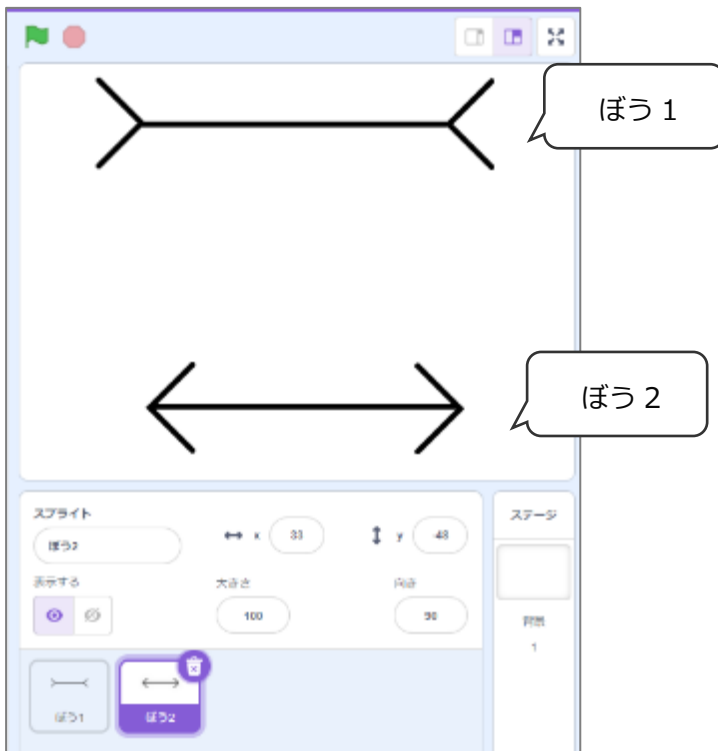 ぼう 1
ぼう 2
スプライト
ステージ
ぼう2
x
33
y
-48
表示する
大きさ
向き
100
90
背景
1
ぼう1
ぼう2